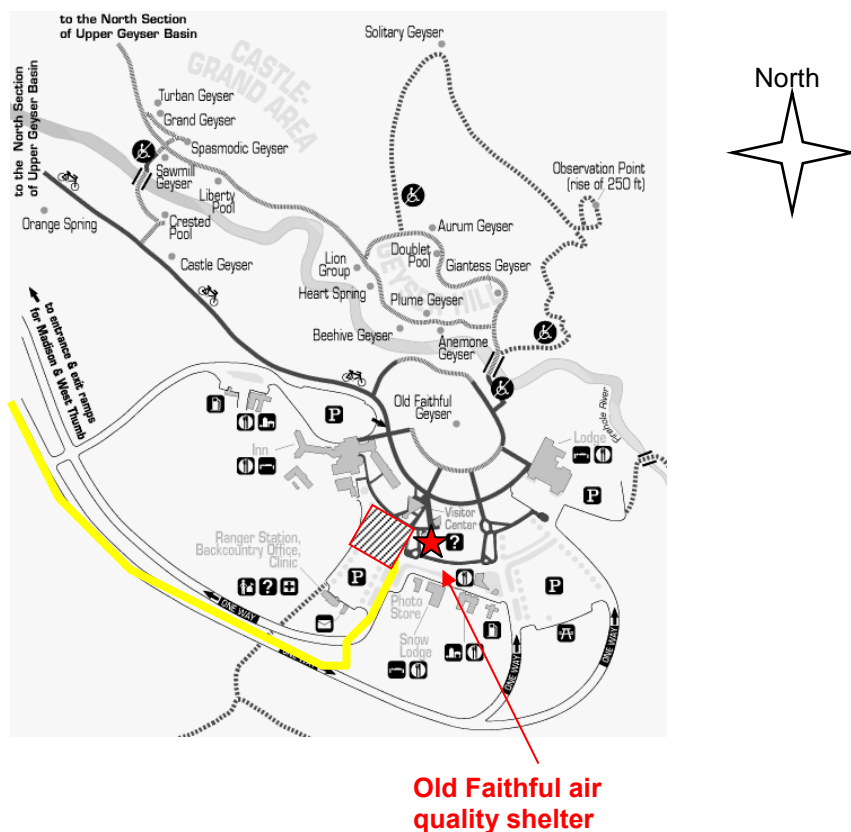 to the North Section
of Upper Geyser Basin
Solitary Geyser
North
CASTLE-
GRAND AREA
to the North Section
of Upper Geyser Basin
Turban Geyser
Grand Geyser
Spasmodic Geyser
Sawmill
Geyser
Liberty
Pool
Observation Point
(rise of 250 ft)
Orange Spring
Crested
Pool
Castle Geyser
Aurum Geyser
Doublet
Pool
Giantess Geyser
Lion
Group
Heart Spring
GEYSER HILL
Plume Geyser
Beehive Geyser
Anemone
Geyser
to entrance & exit ramps
for Madison & West Thumb
Old Faithful
Geyser
Firehole River
P
Inn
Lodge
P
Visitor
Center
?
Ranger Station,
Backcountry Office,
Clinic
?
P
P
Photo
Store
Snow
Lodge
ONE WAY
ONE WAY
ONE WAY
ONE WAY
Old Faithful air
quality shelter